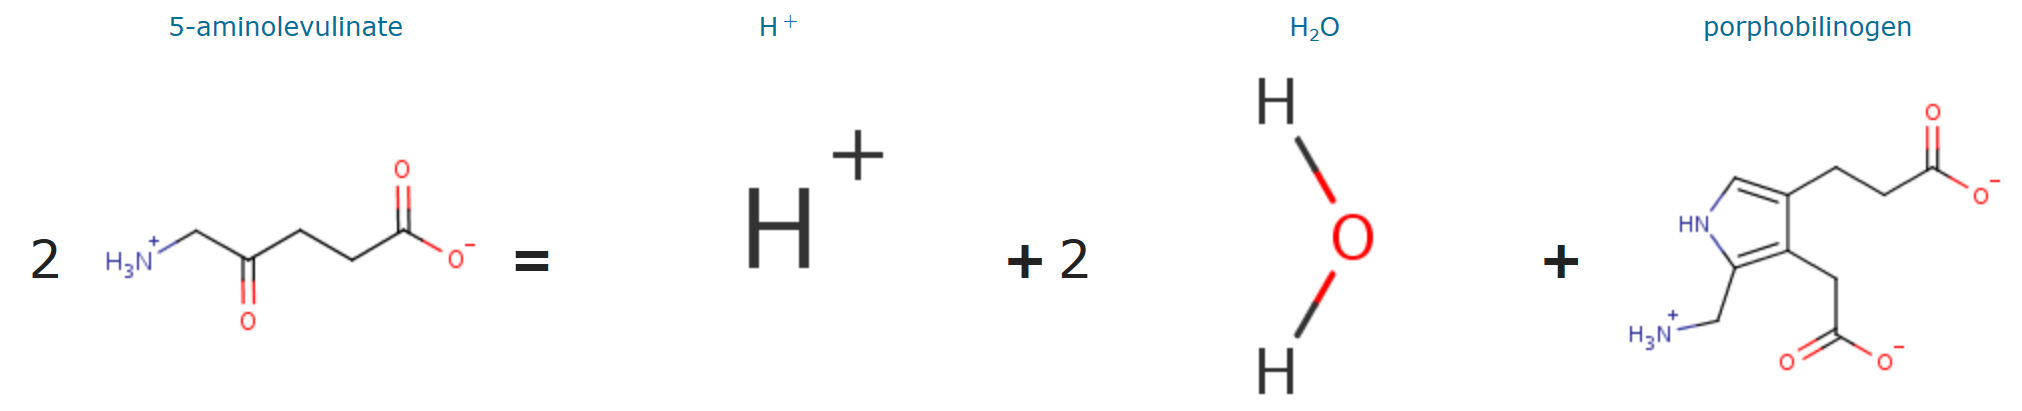 5-aminolevulinate
H⁺
H₂O
porphobilinogen
2
H₃N⁺
O
O
O⁻
=
H⁺
+
2
H
O
H
+
HN
H₃N⁺
O
O⁻
O
O⁻